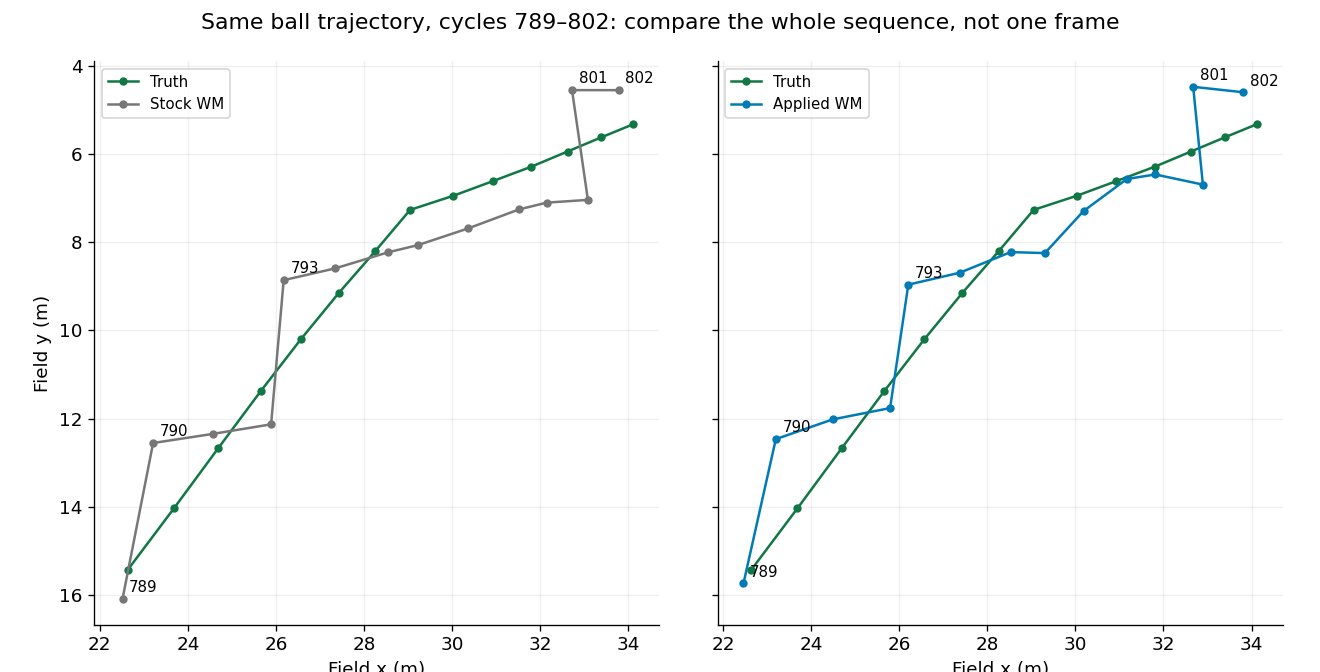 Same ball trajectory, cycles 789–802: compare the whole sequence, not one frame
Truth
Stock WM
801 802
793
790
789
4
6
8
10
12
14
16
Field y (m)
22 24 26 28 30 32 34
Field x (m)
Truth
Applied WM
801 802
793
790
789
22 24 26 28 30 32 34
Field x (m)